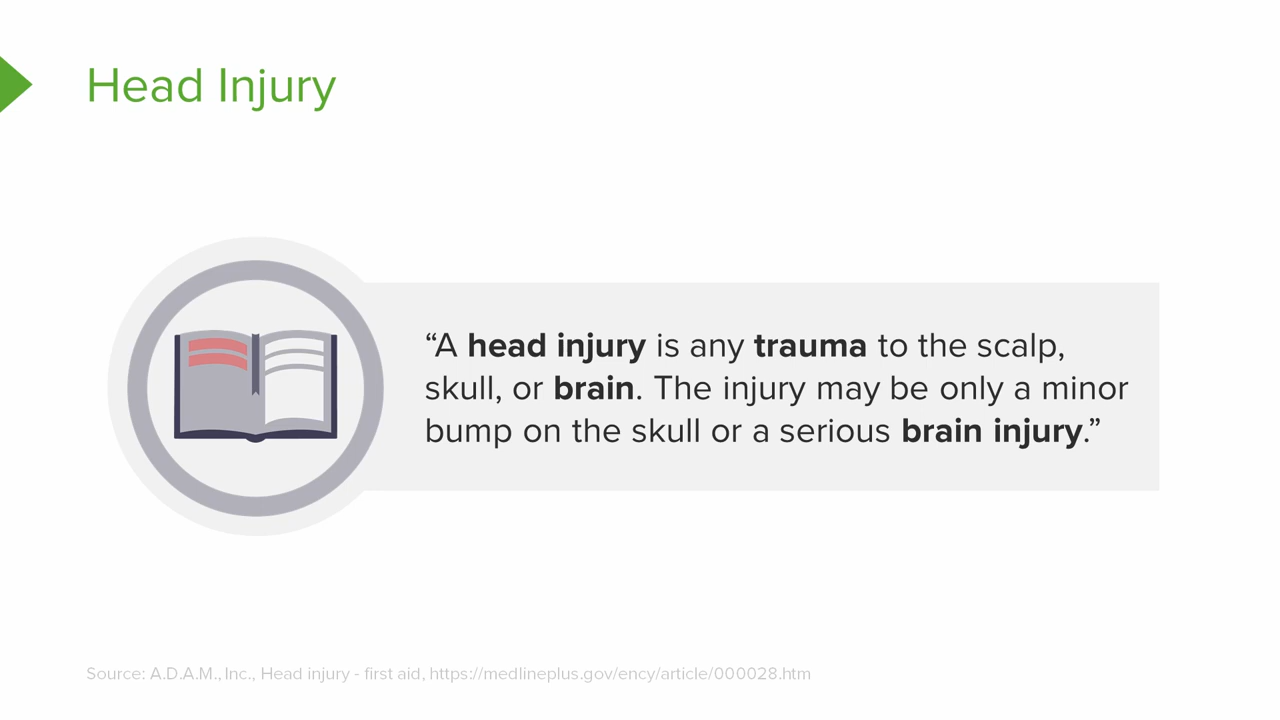 Head Injury
“A head injury is any trauma to the scalp,
skull, or brain. The injury may be only a minor
bump on the skull or a serious brain injury.”
Source: A.D.A.M., Inc., Head injury - first aid, https://medlineplus.gov/ency/article/000028.htm